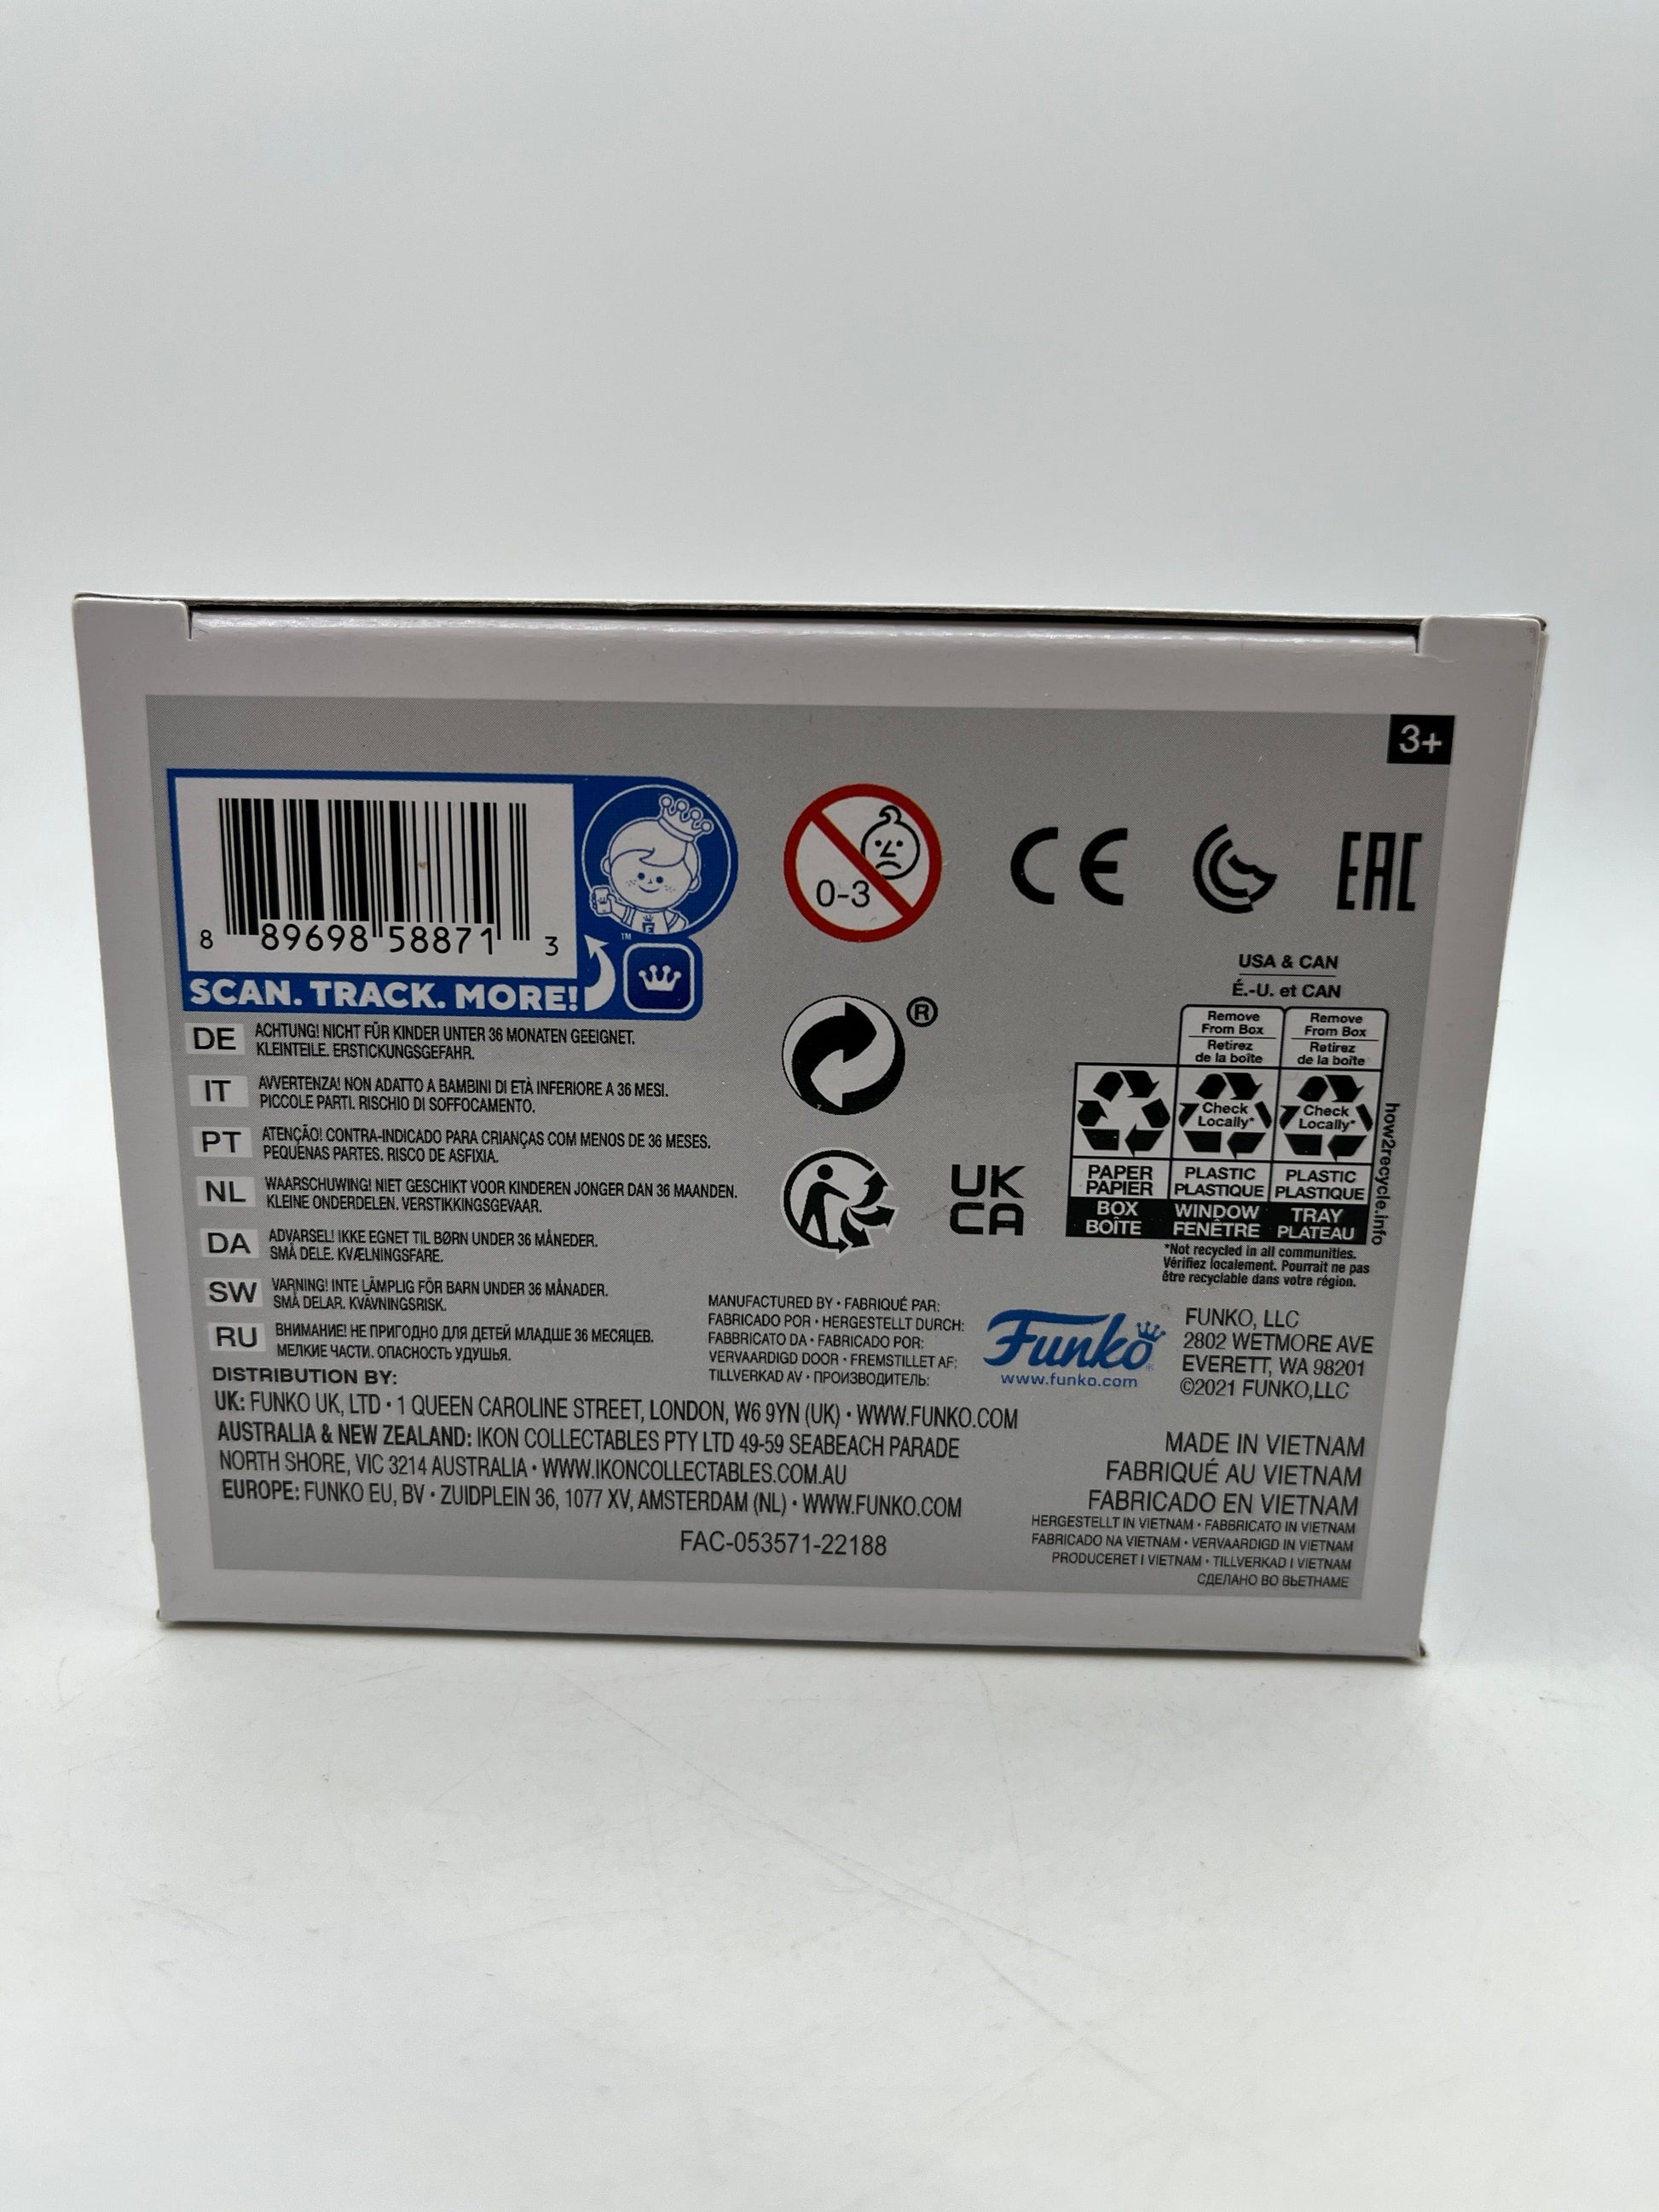 3+
8 89698 58871 3
SCAN. TRACK. MORE!
™
0-3
CE
EAC
®
UK
CA
DE ACHTUNG! NICHT FÜR KINDER UNTER 36 MONATEN GEEIGNET.
KLEINTEILE. ERSTICKUNGSGEFAHR.
IT AVVERTENZA! NON ADATTO A BAMBINI DI ETÀ INFERIORE A 36 MESI.
PICCOLE PARTI. RISCHIO DI SOFFOCAMENTO.
PT ATENÇÃO! CONTRA-INDICADO PARA CRIANÇAS COM MENOS DE 36 MESES.
PEQUENAS PARTES. RISCO DE ASFIXIA.
NL WAARSCHUWING! NIET GESCHIKT VOOR KINDEREN JONGER DAN 36 MAANDEN.
KLEINE ONDERDELEN. VERSTIKKINGSGEVAAR.
DA ADVARSEL! IKKE EGNET TIL BØRN UNDER 36 MÅNEDER.
SMÅ DELE. KVÆLNINGSFARE.
SW VARNING! INTE LÄMPLIG FÖR BARN UNDER 36 MÅNADER.
SMÅ DELAR. KVÄVNINGSRISK.
RU ВНИМАНИЕ! НЕ ПРИГОДНО ДЛЯ ДЕТЕЙ МЛАДШЕ 36 МЕСЯЦЕВ.
МЕЛКИЕ ЧАСТИ. ОПАСНОСТЬ УДУШЬЯ.
USA & CAN
É.-U. et CAN
Remove From Box
Retirez de la boîte
Remove From Box
Retirez de la boîte
Check Locally*
Check Locally*
PAPER PAPIER
PLASTIC PLASTIQUE
PLASTIC PLASTIQUE
BOX BOÎTE
WINDOW FENÊTRE
TRAY PLATEAU
how2recycle.info
*Not recycled in all communities.
Vérifiez localement. Pourrait ne pas
être recyclable dans votre région.
MANUFACTURED BY • FABRIQUÉ PAR:
FABRICADO POR • HERGESTELLT DURCH:
FABBRICATO DA • FABRICADO POR:
VERVAARDIGD DOOR • FREMSTILLET AF:
TILLVERKAD AV • ПРОИЗВОДИТЕЛЬ:
Funko®
www.funko.com
FUNKO, LLC
2802 WETMORE AVE
EVERETT, WA 98201
©2021 FUNKO,LLC
DISTRIBUTION BY:
UK: FUNKO UK, LTD • 1 QUEEN CAROLINE STREET, LONDON, W6 9YN (UK) • WWW.FUNKO.COM
AUSTRALIA & NEW ZEALAND: IKON COLLECTABLES PTY LTD 49-59 SEABEACH PARADE
NORTH SHORE, VIC 3214 AUSTRALIA • WWW.IKONCOLLECTABLES.COM.AU
EUROPE: FUNKO EU, BV • ZUIDPLEIN 36, 1077 XV, AMSTERDAM (NL) • WWW.FUNKO.COM
FAC-053571-22188
MADE IN VIETNAM
FABRIQUÉ AU VIETNAM
FABRICADO EN VIETNAM
HERGESTELLT IN VIETNAM • FABBRICATO IN VIETNAM
FABRICADO NA VIETNAM • VERVAARDIGD IN VIETNAM
PRODUCERET I VIETNAM • TILLVERKAD I VIETNAM
СДЕЛАНО ВО ВЬЕТНАМЕ